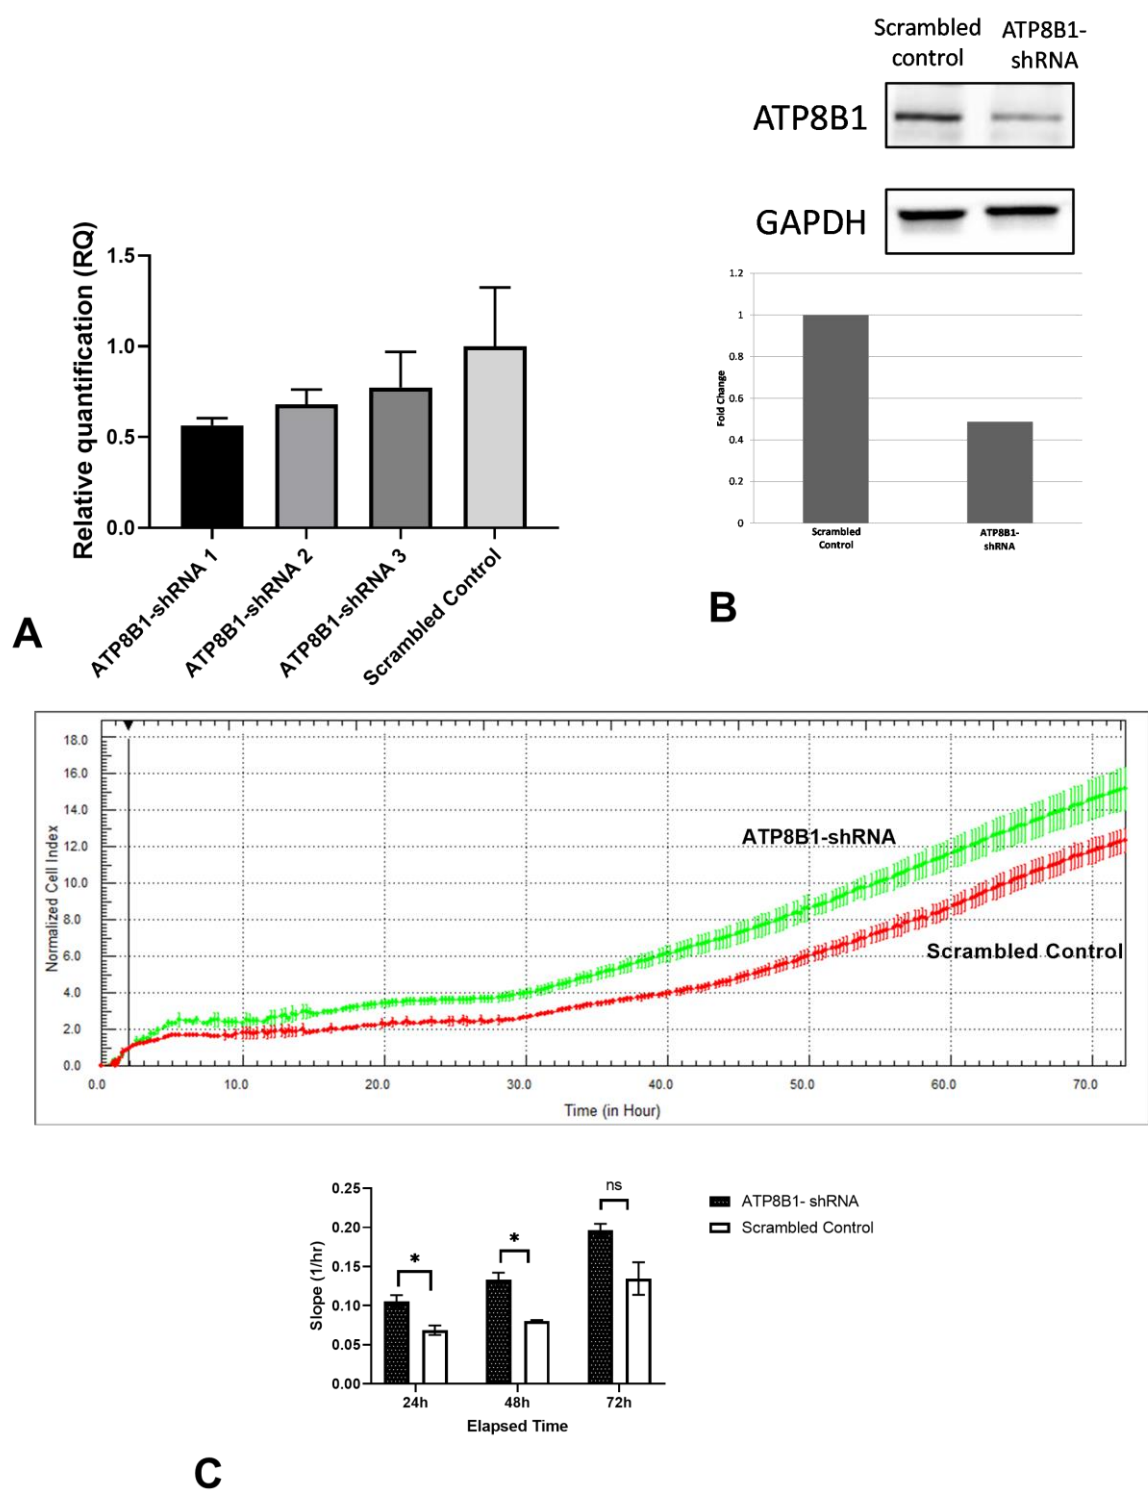 Relative quantification (RQ)
1.5
1.0
0.5
0.0
ATP8B1-shRNA 1
ATP8B1-shRNA 2
ATP8B1-shRNA 3
Scrambled Control
A
Scrambled
control
ATP8B1-
shRNA
ATP8B1
GAPDH
Fold Change
1.2
1
0.8
0.6
0.4
0.2
0
Scrambled
Control
ATP8B1-
shRNA
B
Normalized Cell Index
18.0
16.0
14.0
12.0
10.0
8.0
6.0
4.0
2.0
0.0
ATP8B1-shRNA
Scrambled Control
0.0 10.0 20.0 30.0 40.0 50.0 60.0 70.0
Time (in Hour)
Slope (1/hr)
0.25
0.20
0.15
0.10
0.05
0.00
*
*
ns
24h 48h 72h
Elapsed Time
ATP8B1- shRNA
Scrambled Control
C